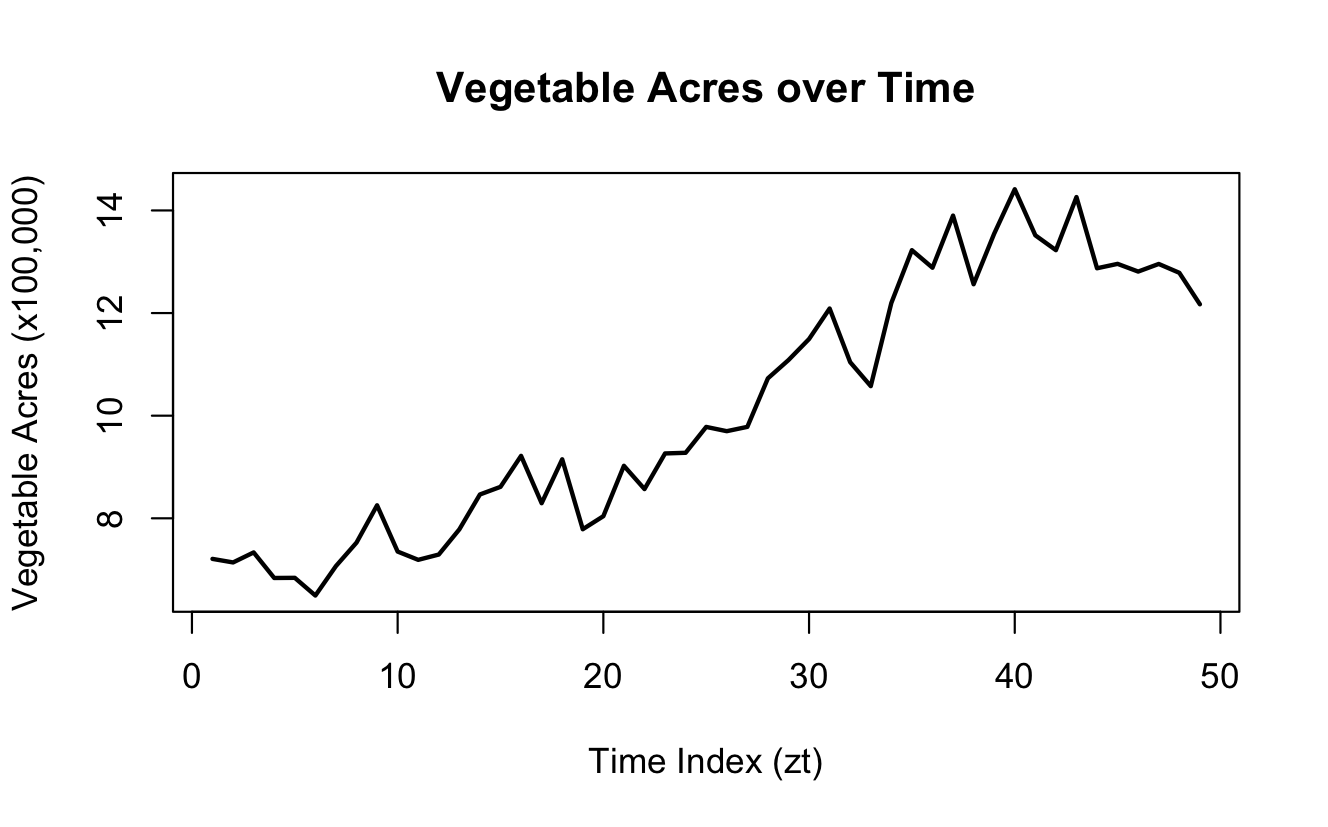 Vegetable Acres over Time
Vegetable Acres (x100,000)
14
12
10
8
0 10 20 30 40 50
Time Index (zt)